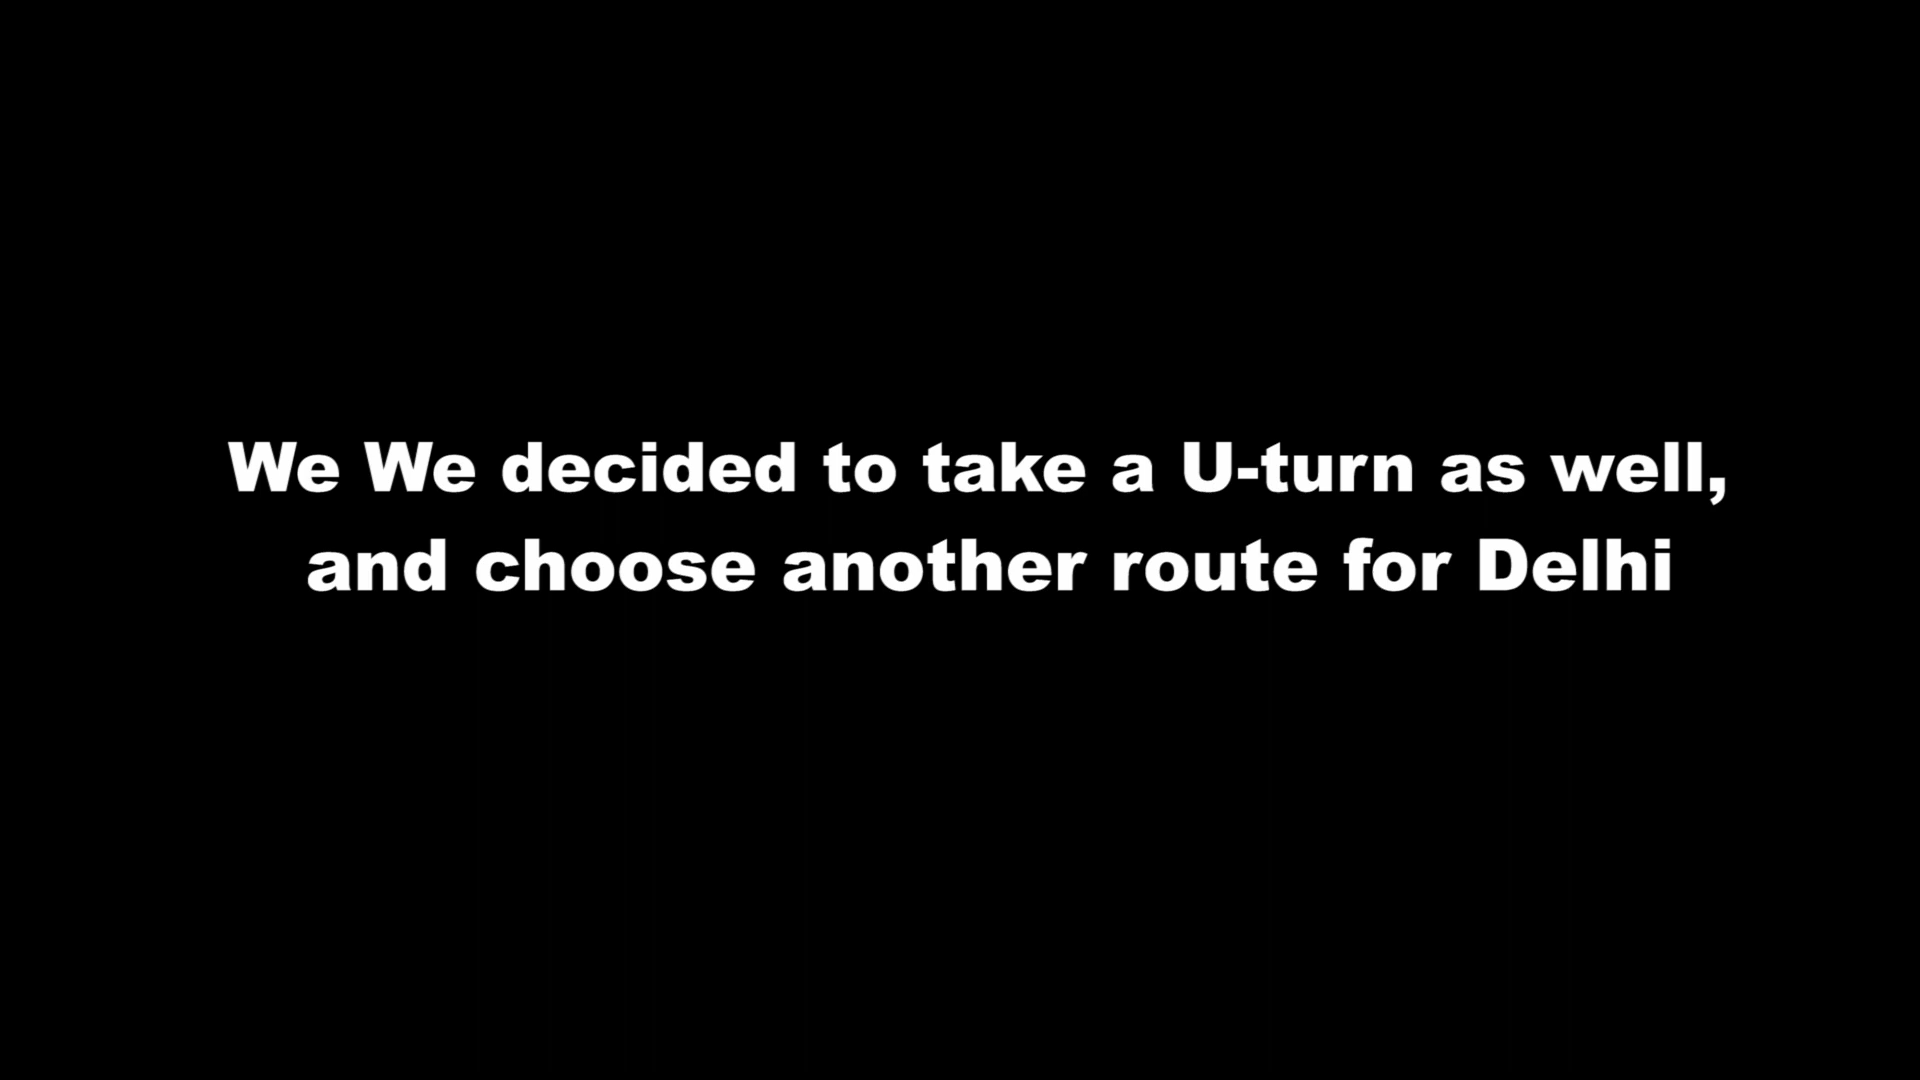 We We decided to take a U-turn as well,
and choose another route for Delhi